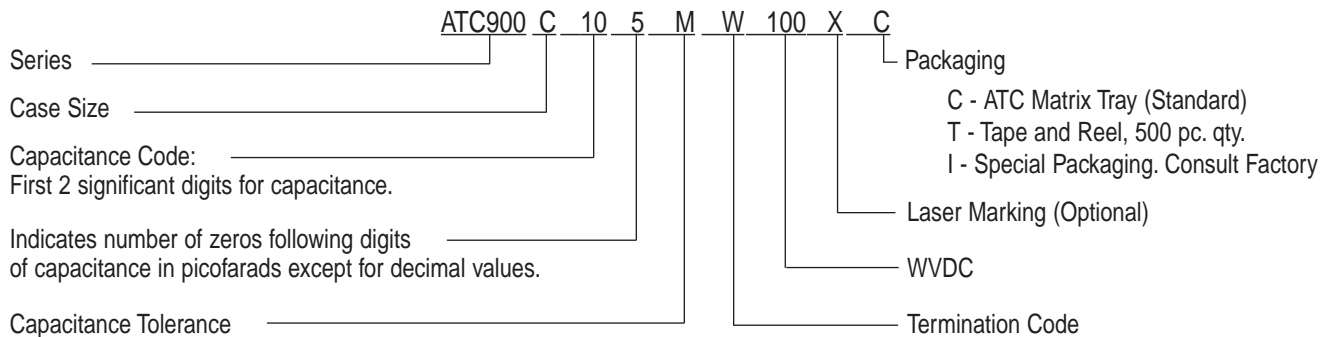 ATC900 C 10 5 M W 100 X C
Series
Case Size
Capacitance Code:
First 2 significant digits for capacitance.
Indicates number of zeros following digits
of capacitance in picofarads except for decimal values.
Capacitance Tolerance
Packaging
C - ATC Matrix Tray (Standard)
T - Tape and Reel, 500 pc. qty.
I - Special Packaging. Consult Factory
Laser Marking (Optional)
WVDC
Termination Code